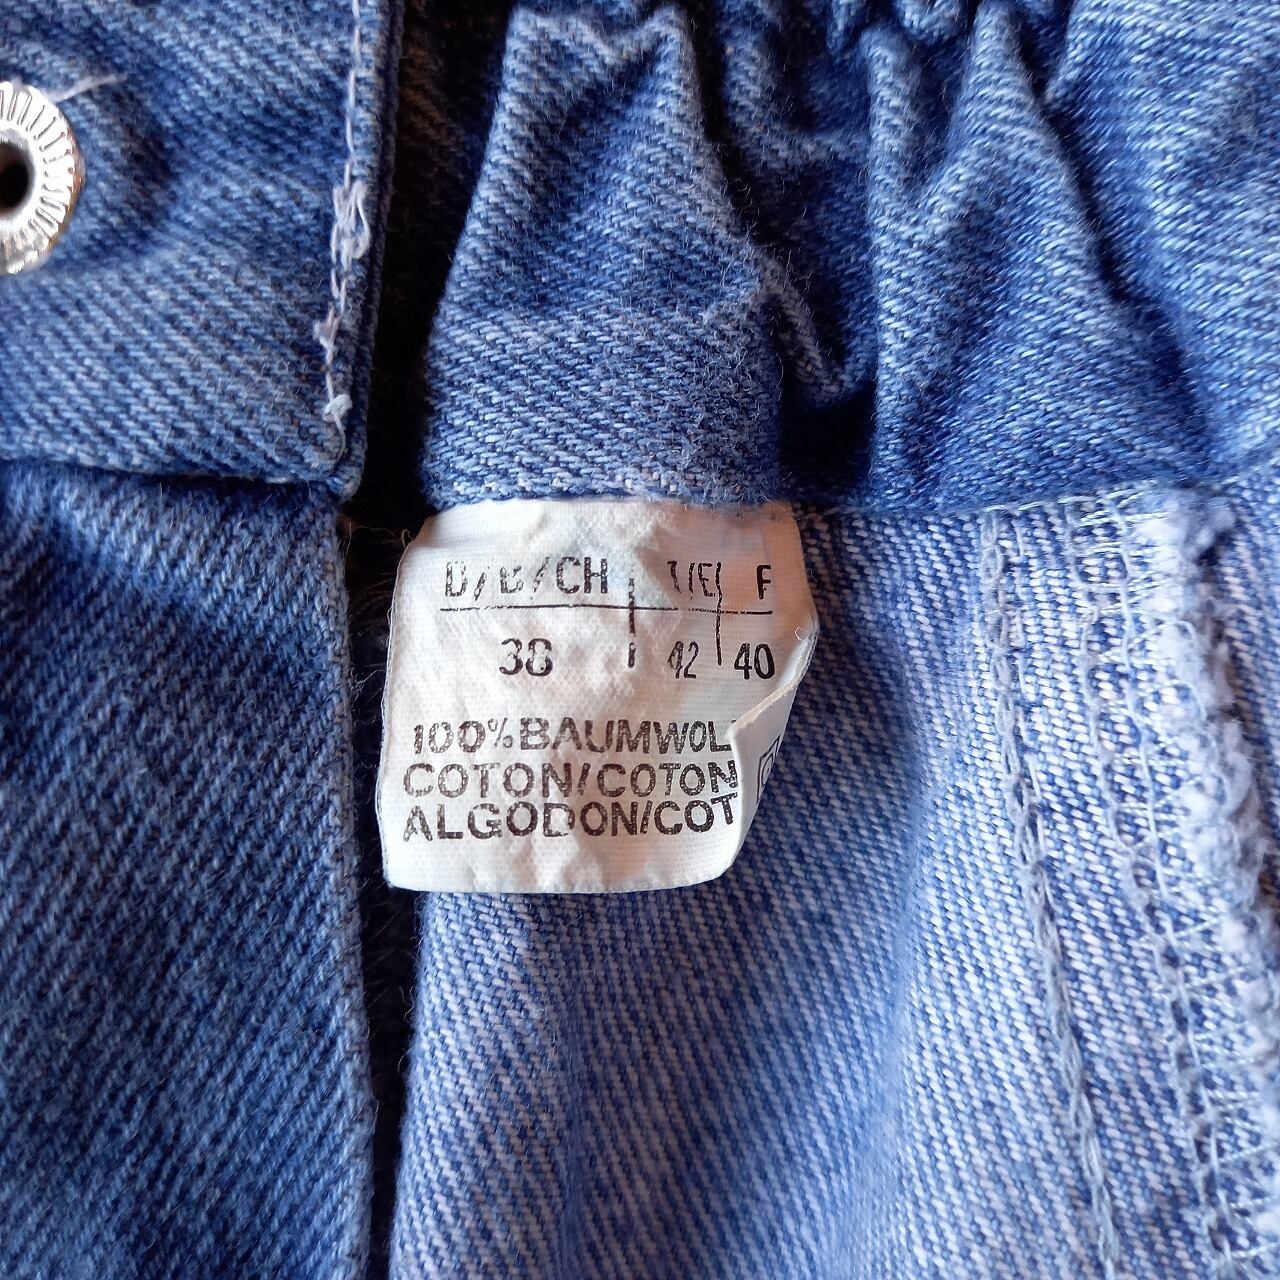 D/B/CH T/E F
38 42 40
100% BAUMWOL
COTON/COTON
ALGODON/COT